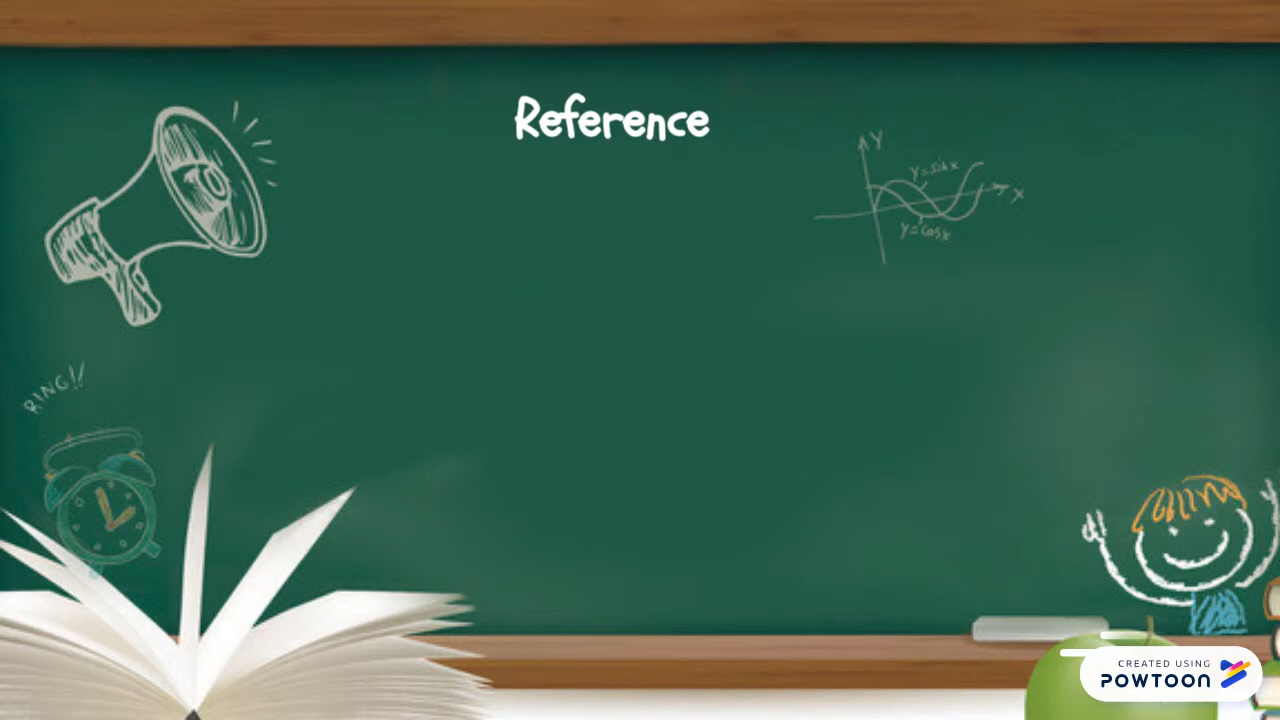 Reference
Y
y=sinx
X
y=cosx
RING!!
CREATED USING
POWTOON